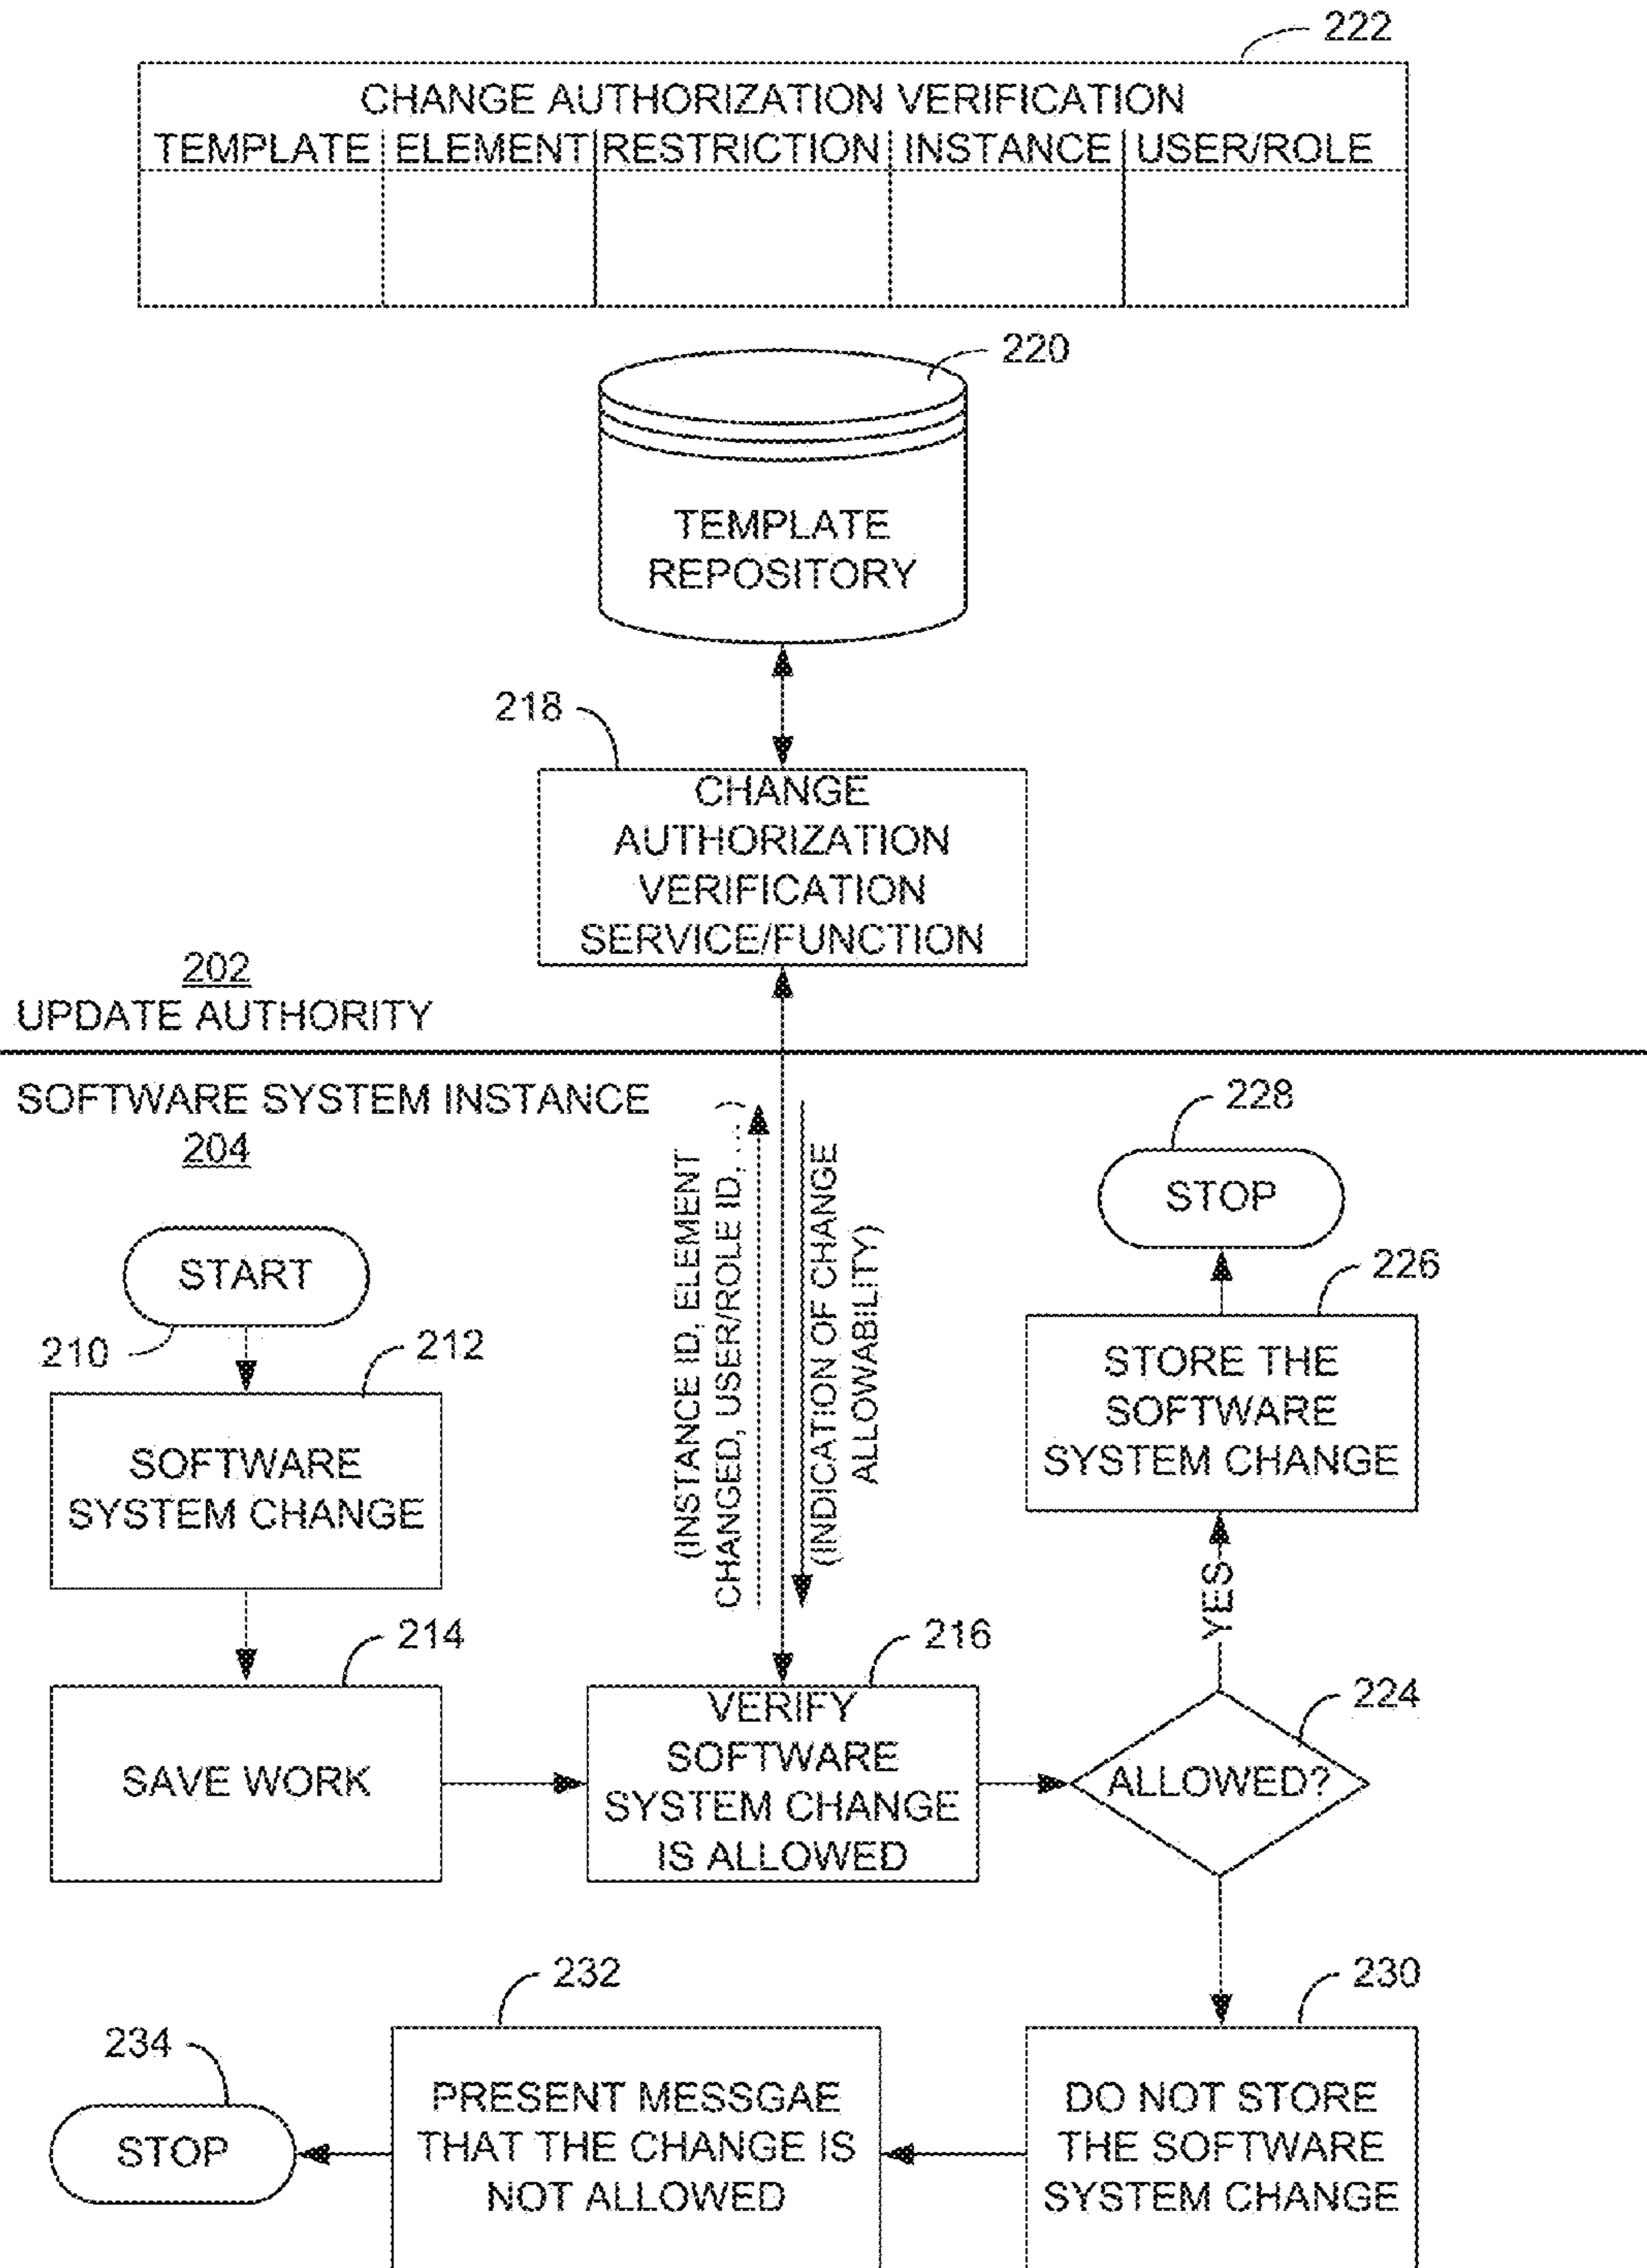 222
CHANGE AUTHORIZATION VERIFICATION
TEMPLATE ELEMENT RESTRICTION INSTANCE USER/ROLE
220
TEMPLATE
REPOSITORY
218
CHANGE
AUTHORIZATION
VERIFICATION
SERVICE/FUNCTION
202
UPDATE AUTHORITY
SOFTWARE SYSTEM INSTANCE
204
START
210
212
SOFTWARE
SYSTEM CHANGE
214
SAVE WORK
(INSTANCE ID, ELEMENT
CHANGED, USER/ROLE ID, ...)
(INDICATION OF CHANGE
ALLOWABILITY)
216
VERIFY
SOFTWARE
SYSTEM CHANGE
IS ALLOWED
228
STOP
226
STORE THE
SOFTWARE
SYSTEM CHANGE
YES
224
ALLOWED?
230
DO NOT STORE
THE SOFTWARE
SYSTEM CHANGE
232
PRESENT MESSGAE
THAT THE CHANGE IS
NOT ALLOWED
234
STOP